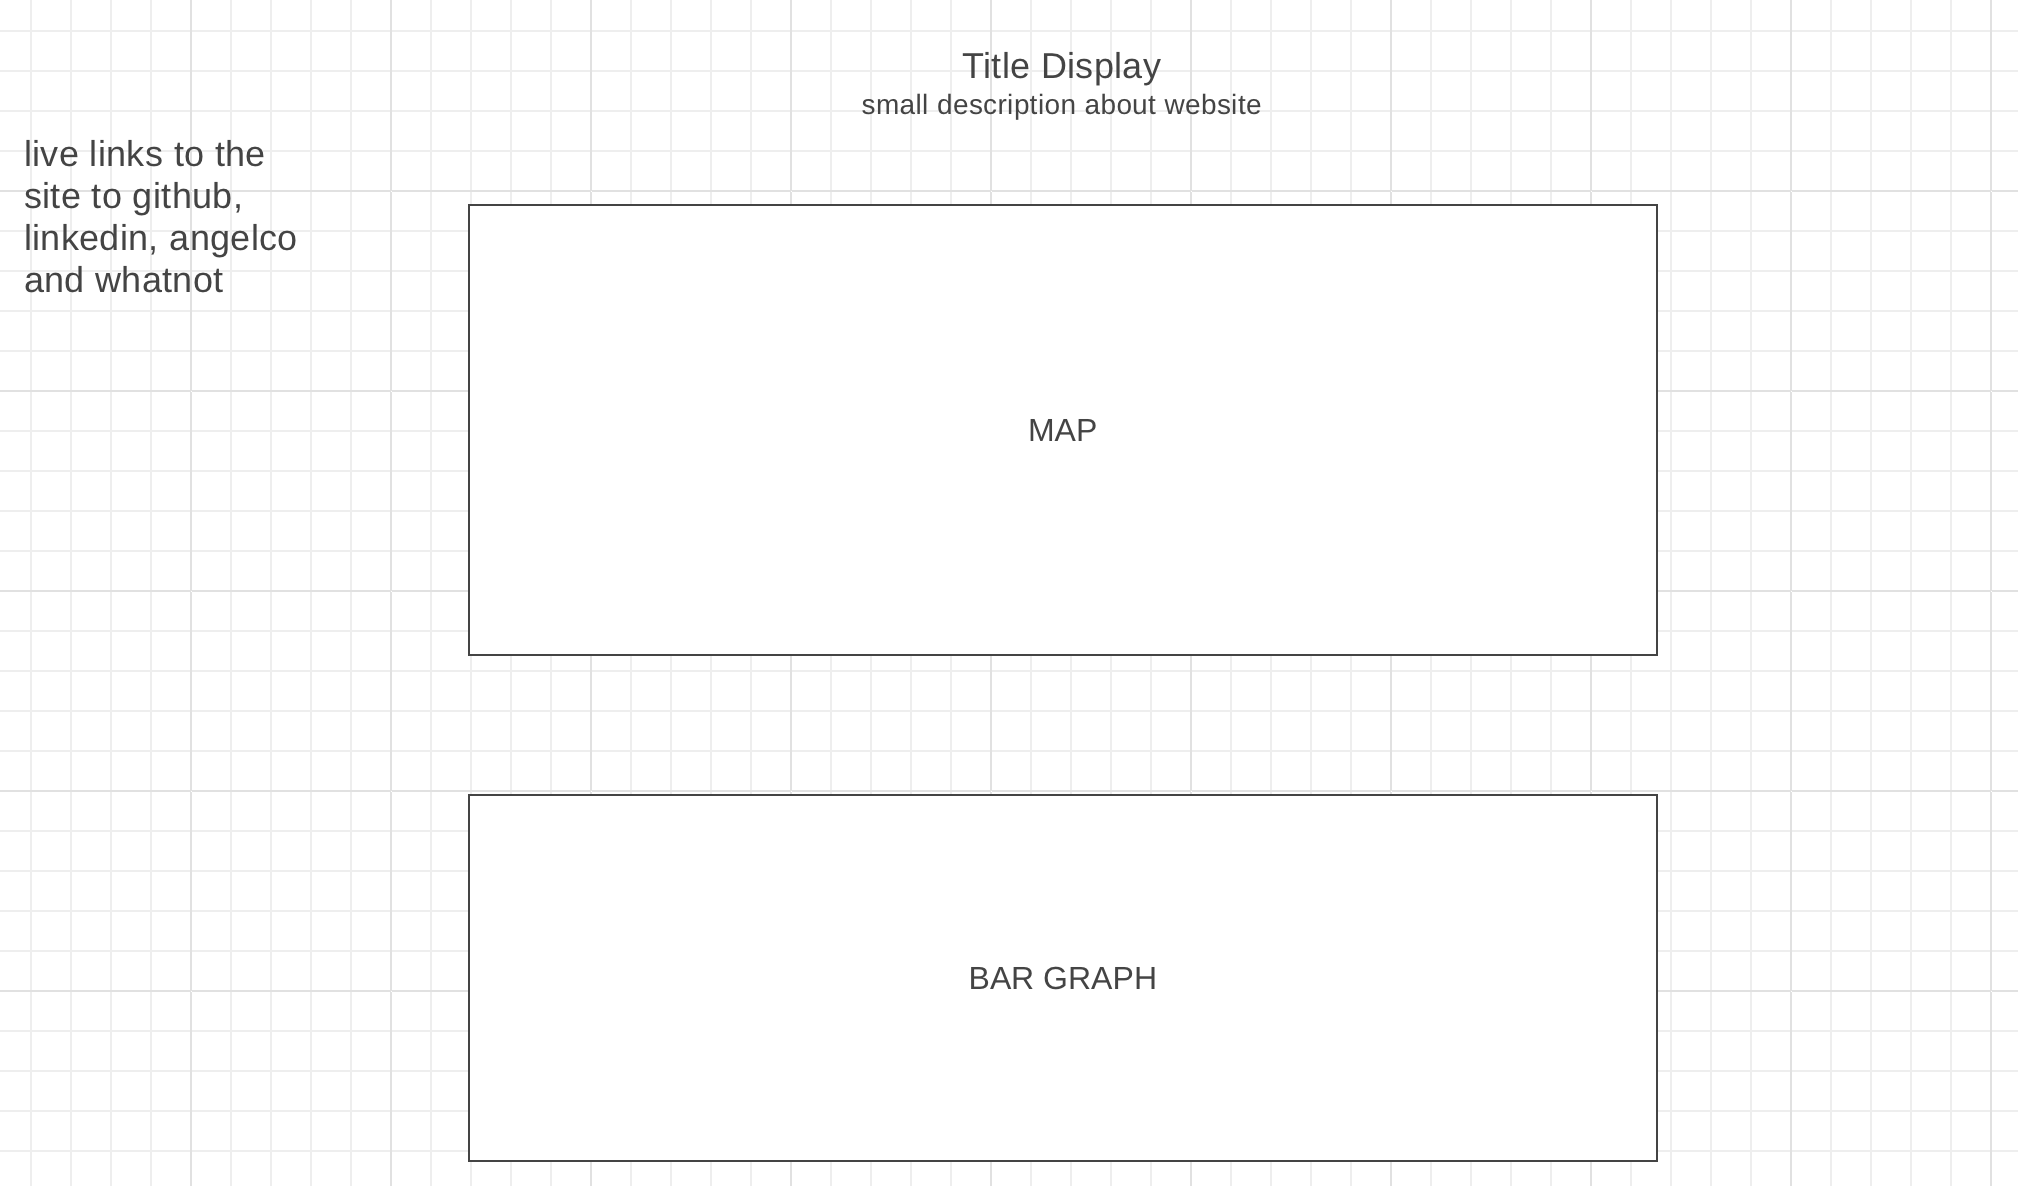 Title Display
small description about website
live links to the
site to github,
linkedin, angelco
and whatnot
MAP
BAR GRAPH